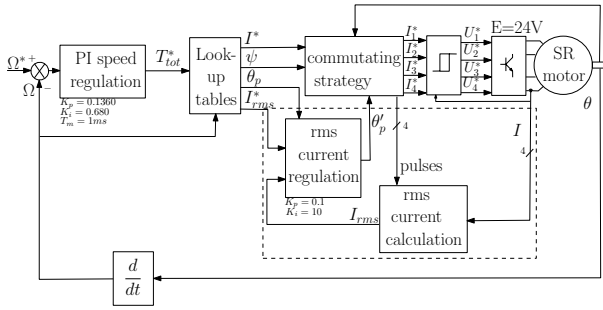 Ω*+
−
Ω
PI speed
regulation
K_p = 0.1360
K_i = 0.680
T_m = 1ms
T*_tot
Look-
up
tables
I*
ψ
θ_p
I*_rms
commutating
strategy
I*_1
I*_2
I*_3
I*_4
U*_1
U*_2
U*_3
U*_4
E=24V
SR
motor
θ
rms
current
regulation
K_p = 0.1
K_i = 10
θ'_p
4
pulses
I
4
I_rms
rms
current
calculation
d
dt